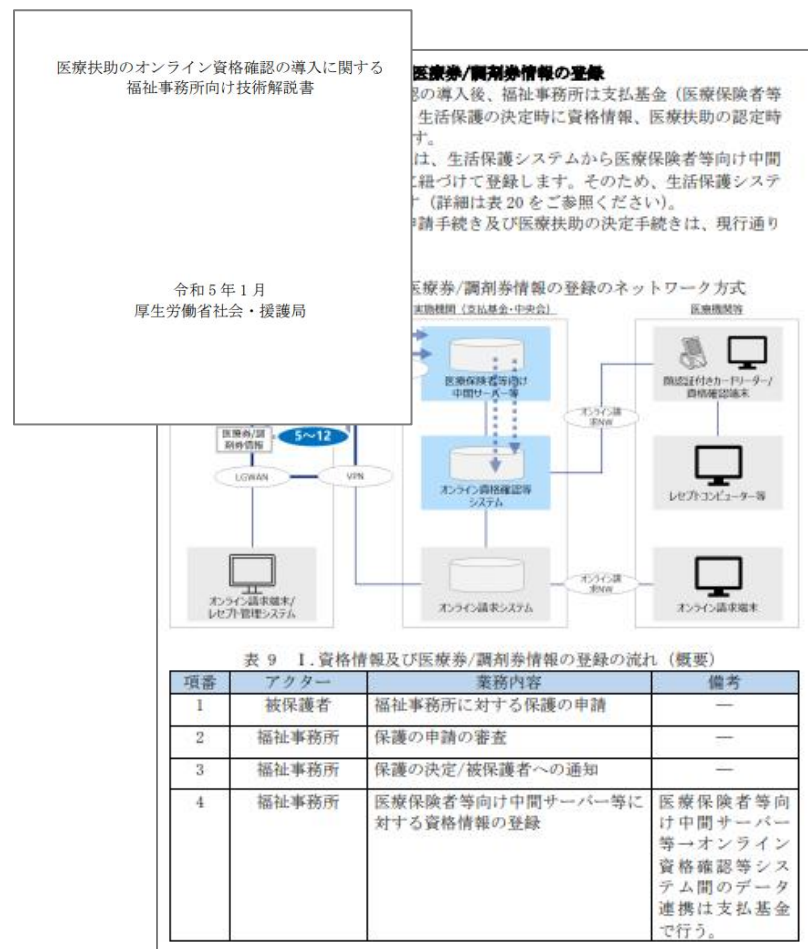 医療扶助のオンライン資格確認の導入に関する
福祉事務所向け技術解説書
令和５年１月
厚生労働省社会・援護局
医療券/調剤券情報の登録
の導入後、福祉事務所は支払基金（医療保険者等
生活保護の決定時に資格情報、医療扶助の認定時
す。
は、生活保護システムから医療保険者等向け中間
に紐づけて登録します。そのため、生活保護システ
（詳細は表 20 をご参照ください）。
申請手続き及び医療扶助の決定手続きは、現行通り
医療券/調剤券情報の登録のネットワーク方式
実施機関（支払基金・中央会）
医療機関等
医療保険者等向け
中間サーバー等
顔認証付きカードリーダー/
資格確認端末
オンライン請
求NW
医療券/調
剤券情報
5～12
LGWAN
VPN
オンライン資格確認等
システム
レセプトコンピューター等
オンライン請求端末/
レセプト管理システム
オンライン請求システム
オンライン請
求NW
オンライン請求端末
表 9 Ⅰ.資格情報及び医療券/調剤券情報の登録の流れ（概要）
項番 アクター 業務内容 備考
1 被保護者 福祉事務所に対する保護の申請 ―
2 福祉事務所 保護の申請の審査 ―
3 福祉事務所 保護の決定/被保護者への通知 ―
4 福祉事務所 医療保険者等向け中間サーバー等に 医療保険者等向
対する資格情報の登録 け中間サーバー
等→オンライン
資格確認等シス
テム間のデータ
連携は支払基金
で行う。